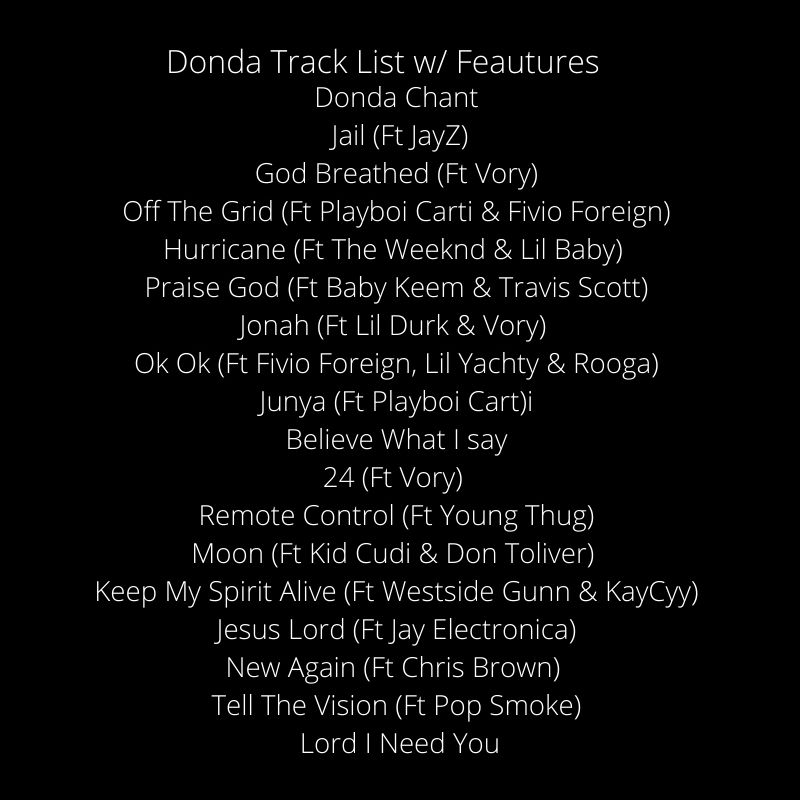 Donda Track List w/ Feautures
Donda Chant
Jail (Ft JayZ)
God Breathed (Ft Vory)
Off The Grid (Ft Playboi Carti & Fivio Foreign)
Hurricane (Ft The Weeknd & Lil Baby)
Praise God (Ft Baby Keem & Travis Scott)
Jonah (Ft Lil Durk & Vory)
Ok Ok (Ft Fivio Foreign, Lil Yachty & Rooga)
Junya (Ft Playboi Cart)i
Believe What I say
24 (Ft Vory)
Remote Control (Ft Young Thug)
Moon (Ft Kid Cudi & Don Toliver)
Keep My Spirit Alive (Ft Westside Gunn & KayCyy)
Jesus Lord (Ft Jay Electronica)
New Again (Ft Chris Brown)
Tell The Vision (Ft Pop Smoke)
Lord I Need You